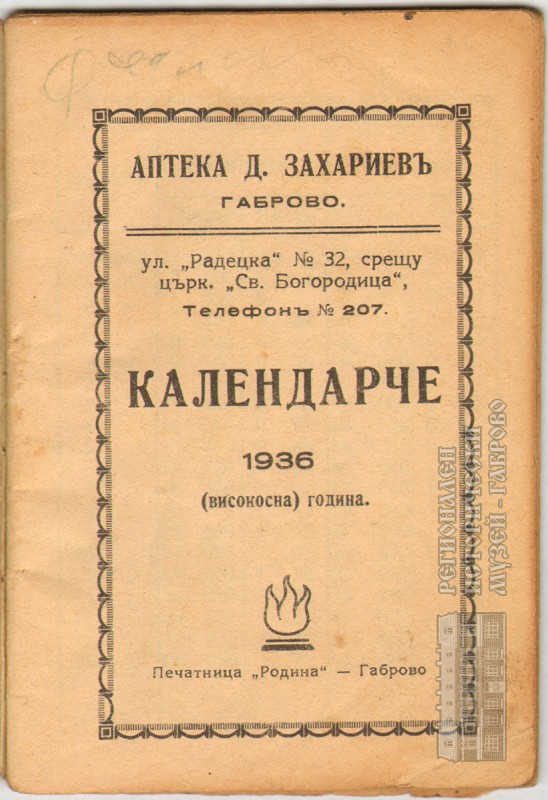 АПТЕКА Д. ЗАХАРИЕВЪ
ГАБРОВО.
ул. „Радецка“ № 32, срещу
църк. „Св. Богородица“,
Телефонъ № 207.
КАЛЕНДАРЧЕ
1936
(високосна) година.
Печатница „Родина“ — Габрово
РЕГИОНАЛЕН
ИСТОРИЧЕСКИ
МУЗЕЙ - ГАБРОВО